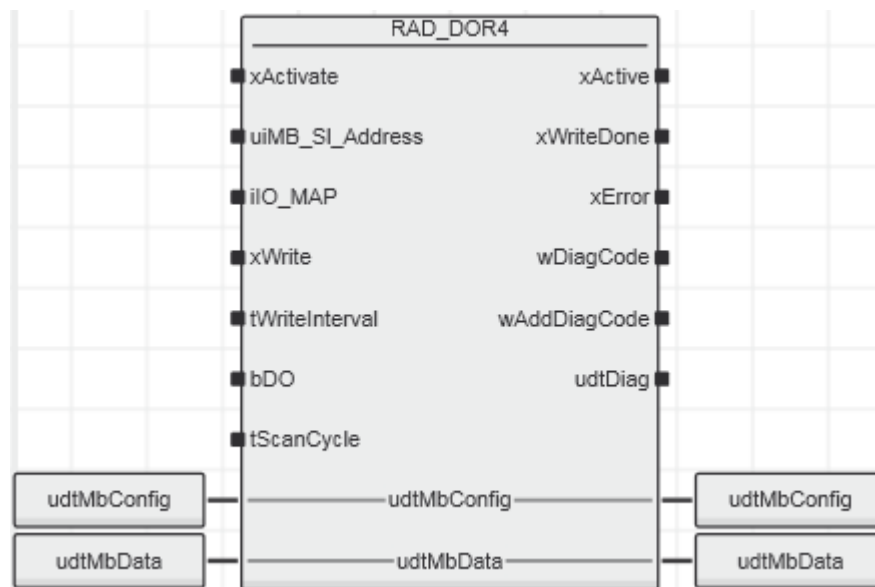 RAD_DOR4
xActivate xActive
uiMB_SI_Address xWriteDone
iIO_MAP xError
xWrite wDiagCode
tWriteInterval wAddDiagCode
bDO udtDiag
tScanCycle
udtMbConfig udtMbConfig udtMbConfig
udtMbData udtMbData udtMbData